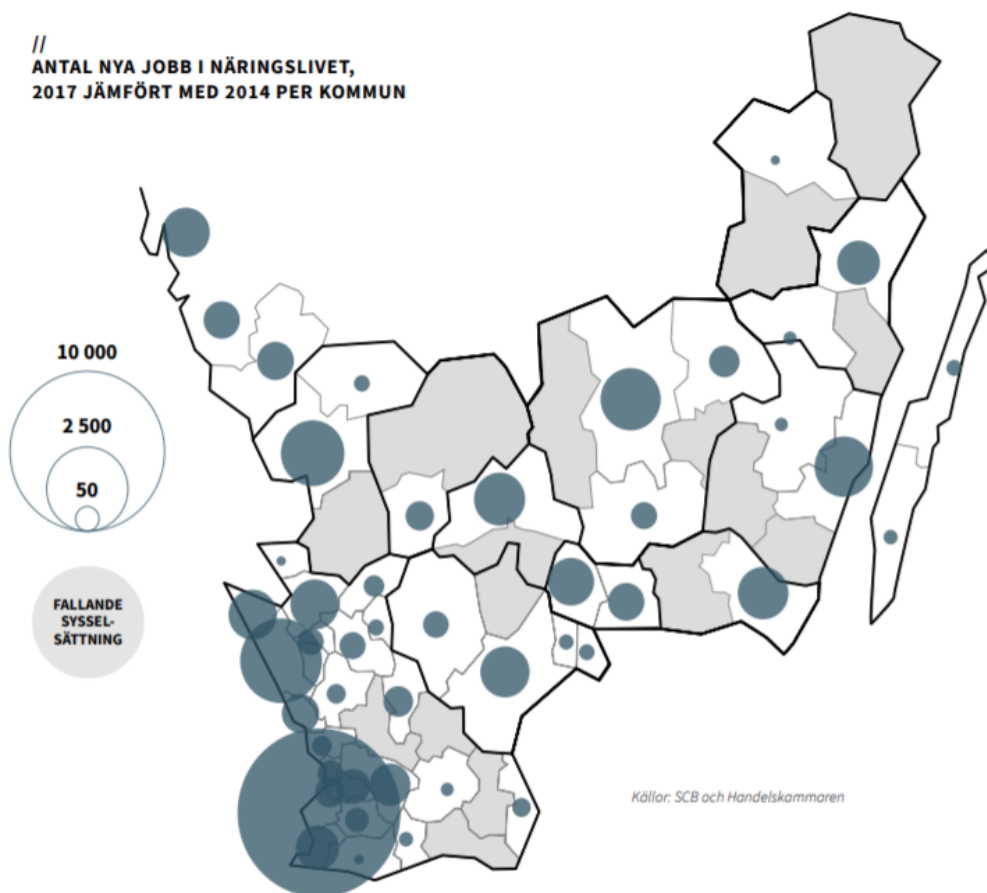 //
ANTAL NYA JOBB I NÄRINGSLIVET,
2017 JÄMFÖRT MED 2014 PER KOMMUN
10 000
2 500
50
FALLANDE
SYSSEL-
SÄTTNING
Källor: SCB och Handelskammaren